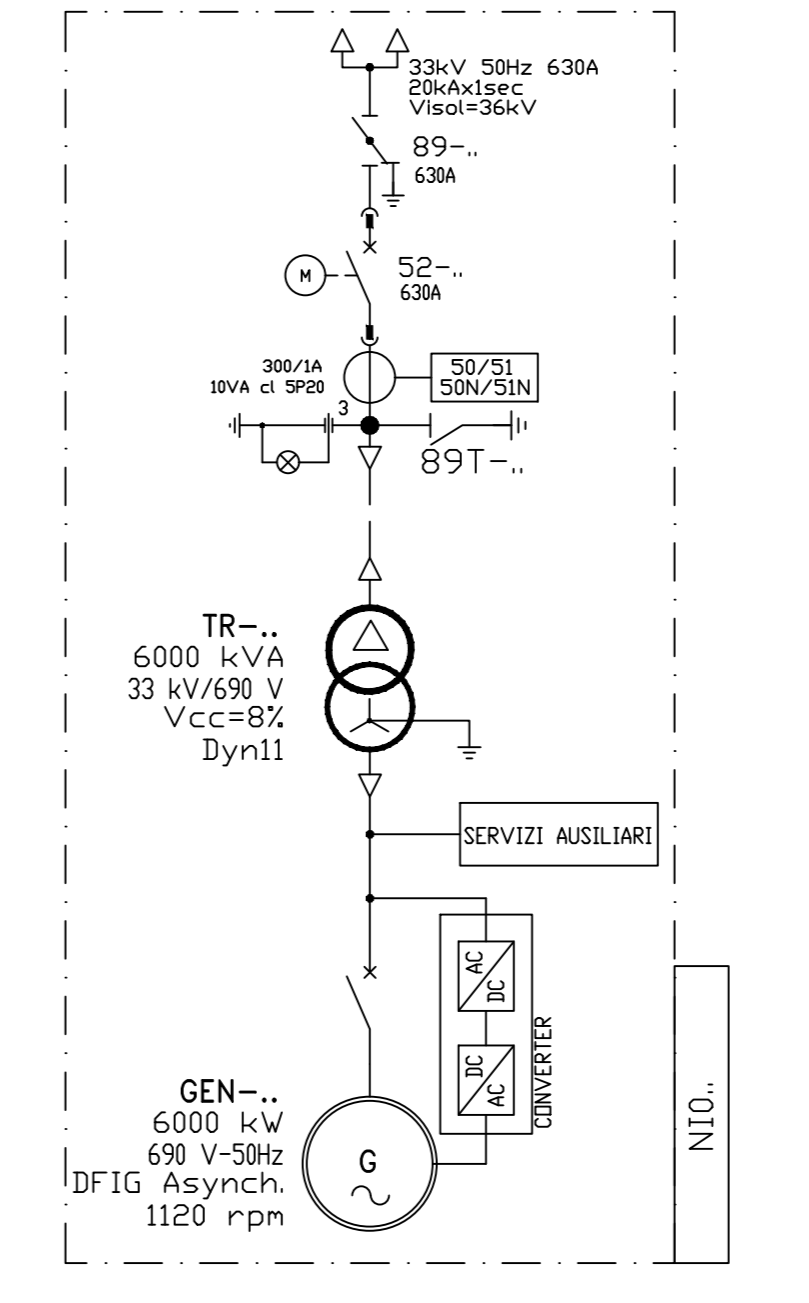 33kV 50Hz 630A
20kAx1sec
Visol=36kV
89-..
630A
M
52-..
630A
300/1A
10VA cl 5P20
50/51
50N/51N
3
89T-..
TR-..
6000 kVA
33 kV/690 V
Vcc=8%
Dyn11
SERVIZI AUSILIARI
AC
DC
DC
AC
CONVERTER
GEN-..
6000 kW
690 V-50Hz
DFIG Asynch.
1120 rpm
G
NI0..